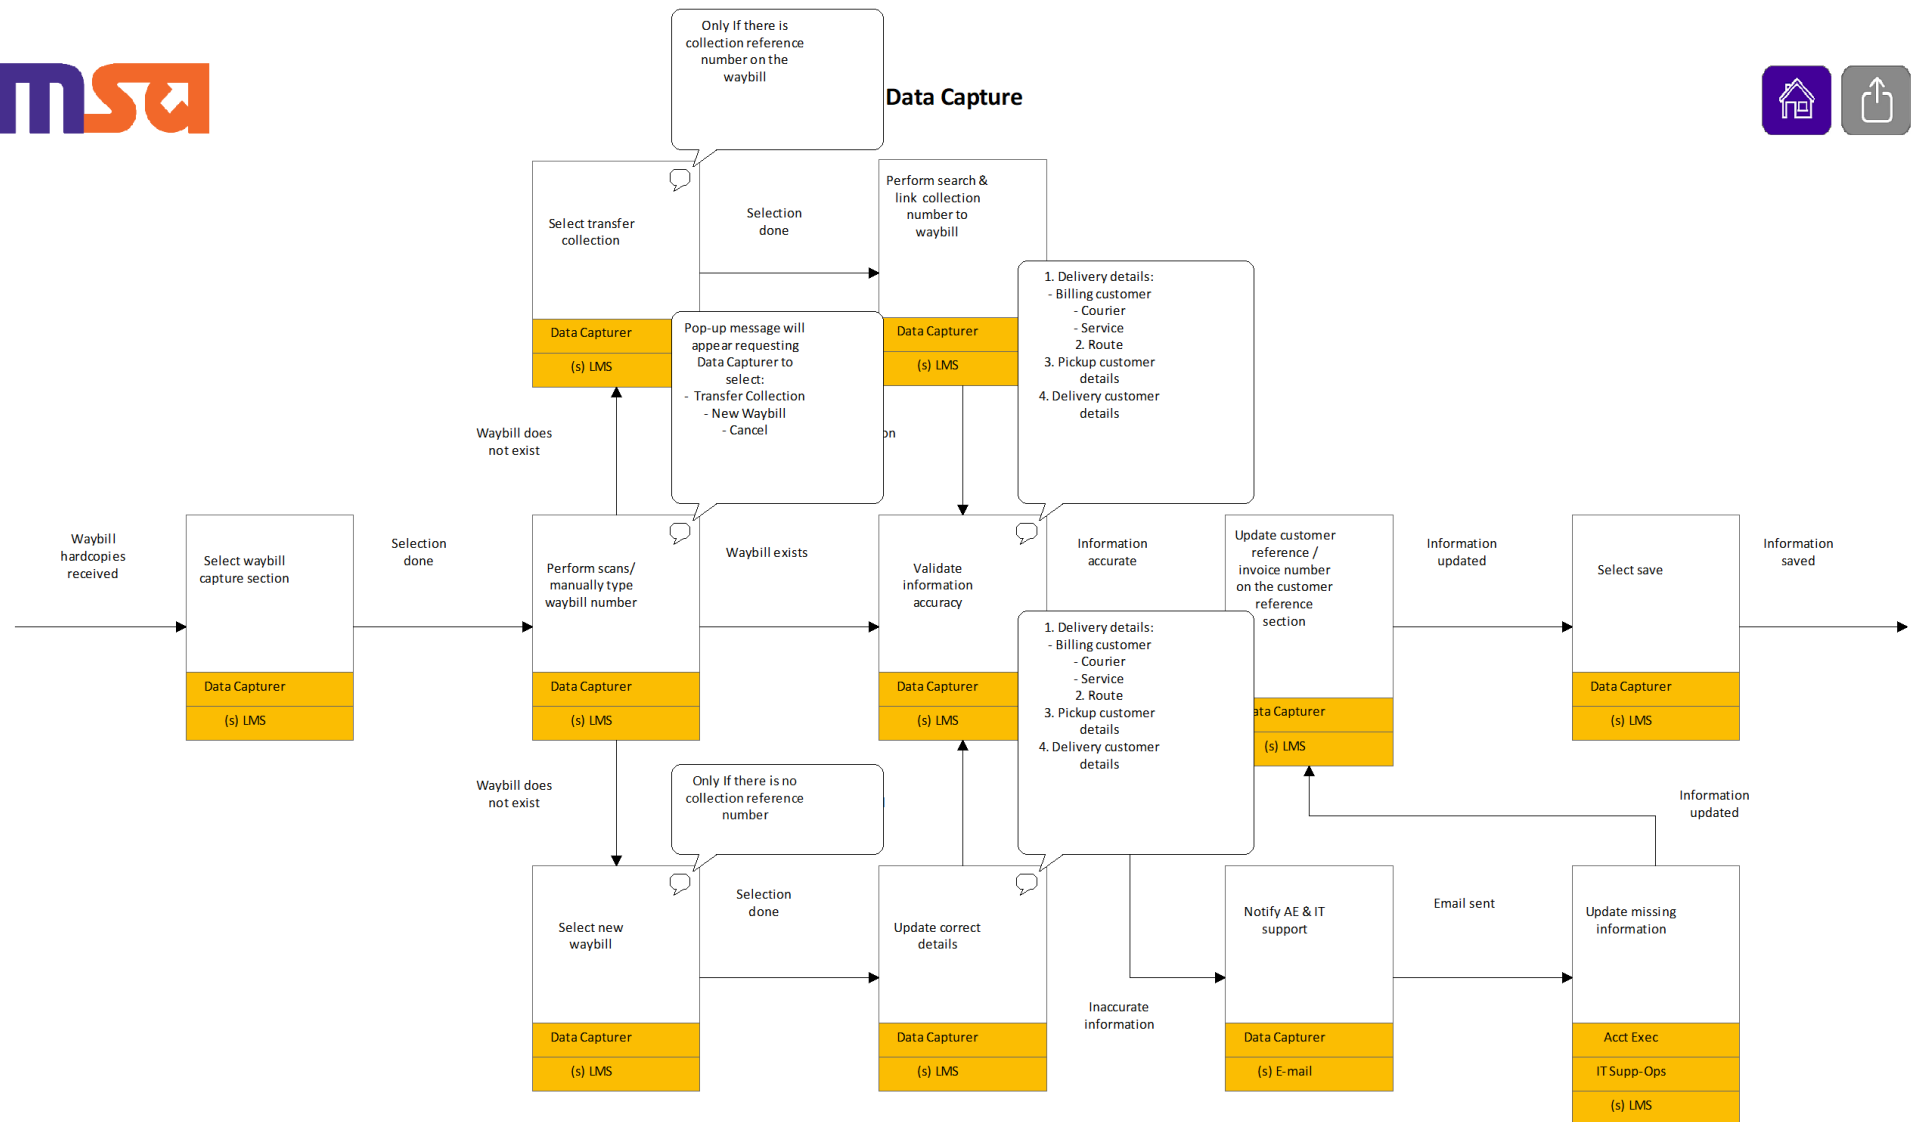 Only If there is
collection reference
number on the
waybill
msa
Data Capture
Select transfer
collection
Data Capturer
(s) LMS
Selection
done
Perform search &
link collection
number to
waybill
Data Capturer
(s) LMS
Pop-up message will
appear requesting
Data Capturer to
select:
- Transfer Collection
- New Waybill
- Cancel
1. Delivery details:
- Billing customer
- Courier
- Service
2. Route
3. Pickup customer
details
4. Delivery customer
details
Waybill does
not exist
Waybill
hardcopies
received
Select waybill
capture section
Data Capturer
(s) LMS
Selection
done
Perform scans/
manually type
waybill number
Data Capturer
(s) LMS
Waybill exists
Validate
information
accuracy
Data Capturer
(s) LMS
Information
accurate
Update customer
reference /
invoice number
on the customer
reference
section
ata Capturer
(s) LMS
Information
updated
Select save
Data Capturer
(s) LMS
Information
saved
1. Delivery details:
- Billing customer
- Courier
- Service
2. Route
3. Pickup customer
details
4. Delivery customer
details
Waybill does
not exist
Only If there is no
collection reference
number
Information
updated
Select new
waybill
Data Capturer
(s) LMS
Selection
done
Update correct
details
Data Capturer
(s) LMS
Inaccurate
information
Notify AE & IT
support
Data Capturer
(s) E-mail
Email sent
Update missing
information
Acct Exec
IT Supp-Ops
(s) LMS